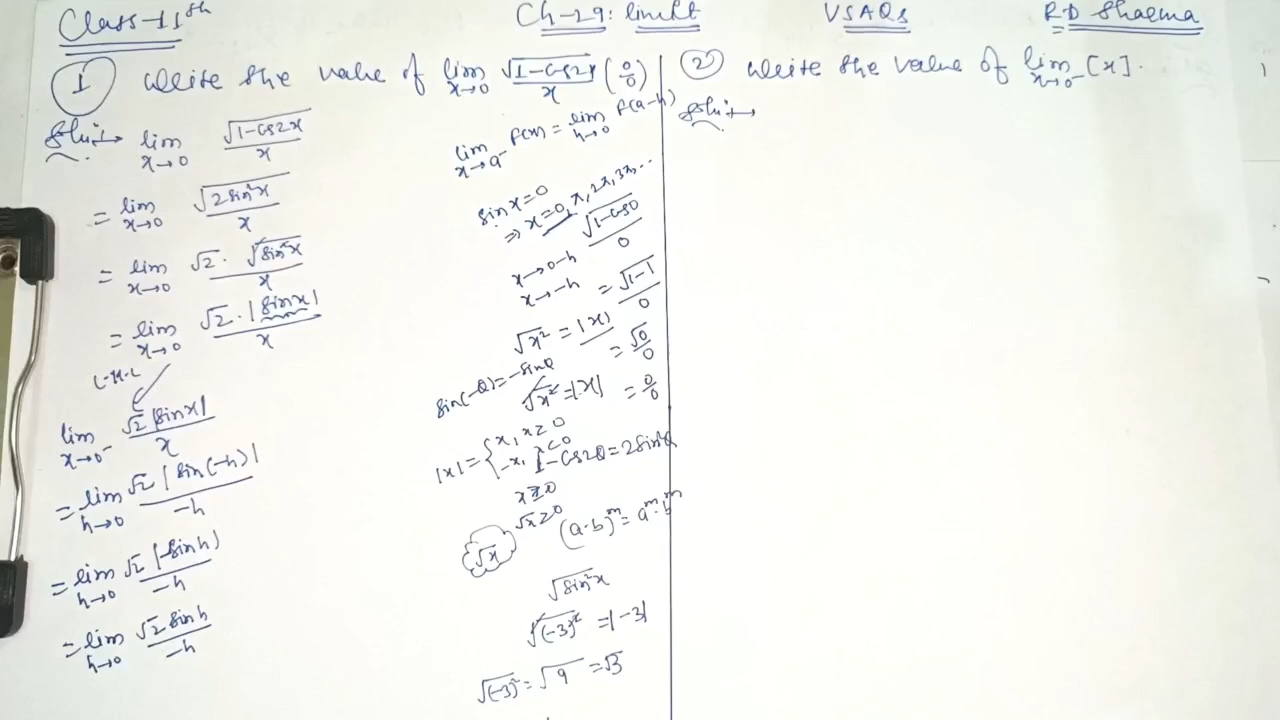 Class-11th
Ch-29: limit
VSAQs
RD Sharma
1 Write the value of lim x→0 √(1-cos2x)/x (0/0)
Soln:→ lim x→0 √(1-cos2x)/x
= lim x→0 √(2sin²x)/x
= lim x→0 √2 · √(sin²x)/x
= lim x→0 √2 · |sinx|/x
L-H-L
lim x→0⁻ √2 |sinx|/x
= lim h→0 √2 |sin(-h)|/-h
= lim h→0 √2 |-sinh|/-h
= lim h→0 √2 sinh/-h
lim x→a⁻ f(x) = lim h→0 f(a-h)
sinx=0
⇒ x=0, π, 2π, 3π, ...
√(1-cos0)/0
x→0-h
x→-h
= √(1-1)/0
√x² = |x|
= √0/0
sin(-θ)=-sinθ
√x² = |x|
= 0/0
|x| = { x, x≥0
-x, x<0
1-cos2θ=2sin²θ
x≥0
√x≥0
√x
(a·b)^m = a^m·b^m
√sin²x
√(-3)² = |-3|
√(-3)² = √9 = √3
2 Write the value of lim x→0⁻ [x].
Soln:→